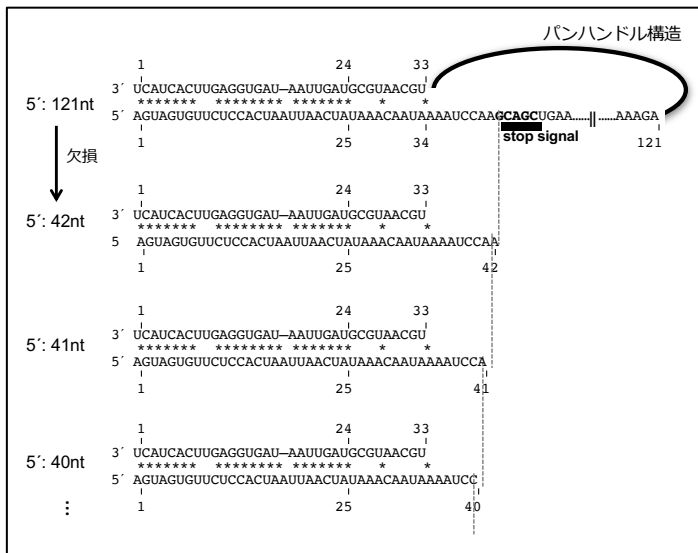 パンハンドル構造
1 24 33
3´ UCAUCACUUGAGGUGAU—AAUUGAUGCGUAACGU
5´: 121nt
******* ******* ****** * *
5´ AGUAGUGUUCUCCACUAAUUAACUAUAAACAAUAAAAUCCAAGCAGCUGAA……‖……AAAGA
stop signal
1 25 34 121
欠損
1 24 33
5´: 42nt
3´ UCAUCACUUGAGGUGAU—AAUUGAUGCGUAACGU
******* ******* ****** * *
5 AGUAGUGUUCUCCACUAAUUAACUAUAAACAAUAAAAUCCAA
1 25 42
1 24 33
3´ UCAUCACUUGAGGUGAU—AAUUGAUGCGUAACGU
5´: 41nt
******* ******* ****** * *
5´ AGUAGUGUUCUCCACUAAUUAACUAUAAACAAUAAAAUCCA
1 25 41
1 24 33
3´ UCAUCACUUGAGGUGAU—AAUUGAUGCGUAACGU
5´: 40nt
******* ******* ****** * *
5´ AGUAGUGUUCUCCACUAAUUAACUAUAAACAAUAAAAUCC
1 25 40
⋮